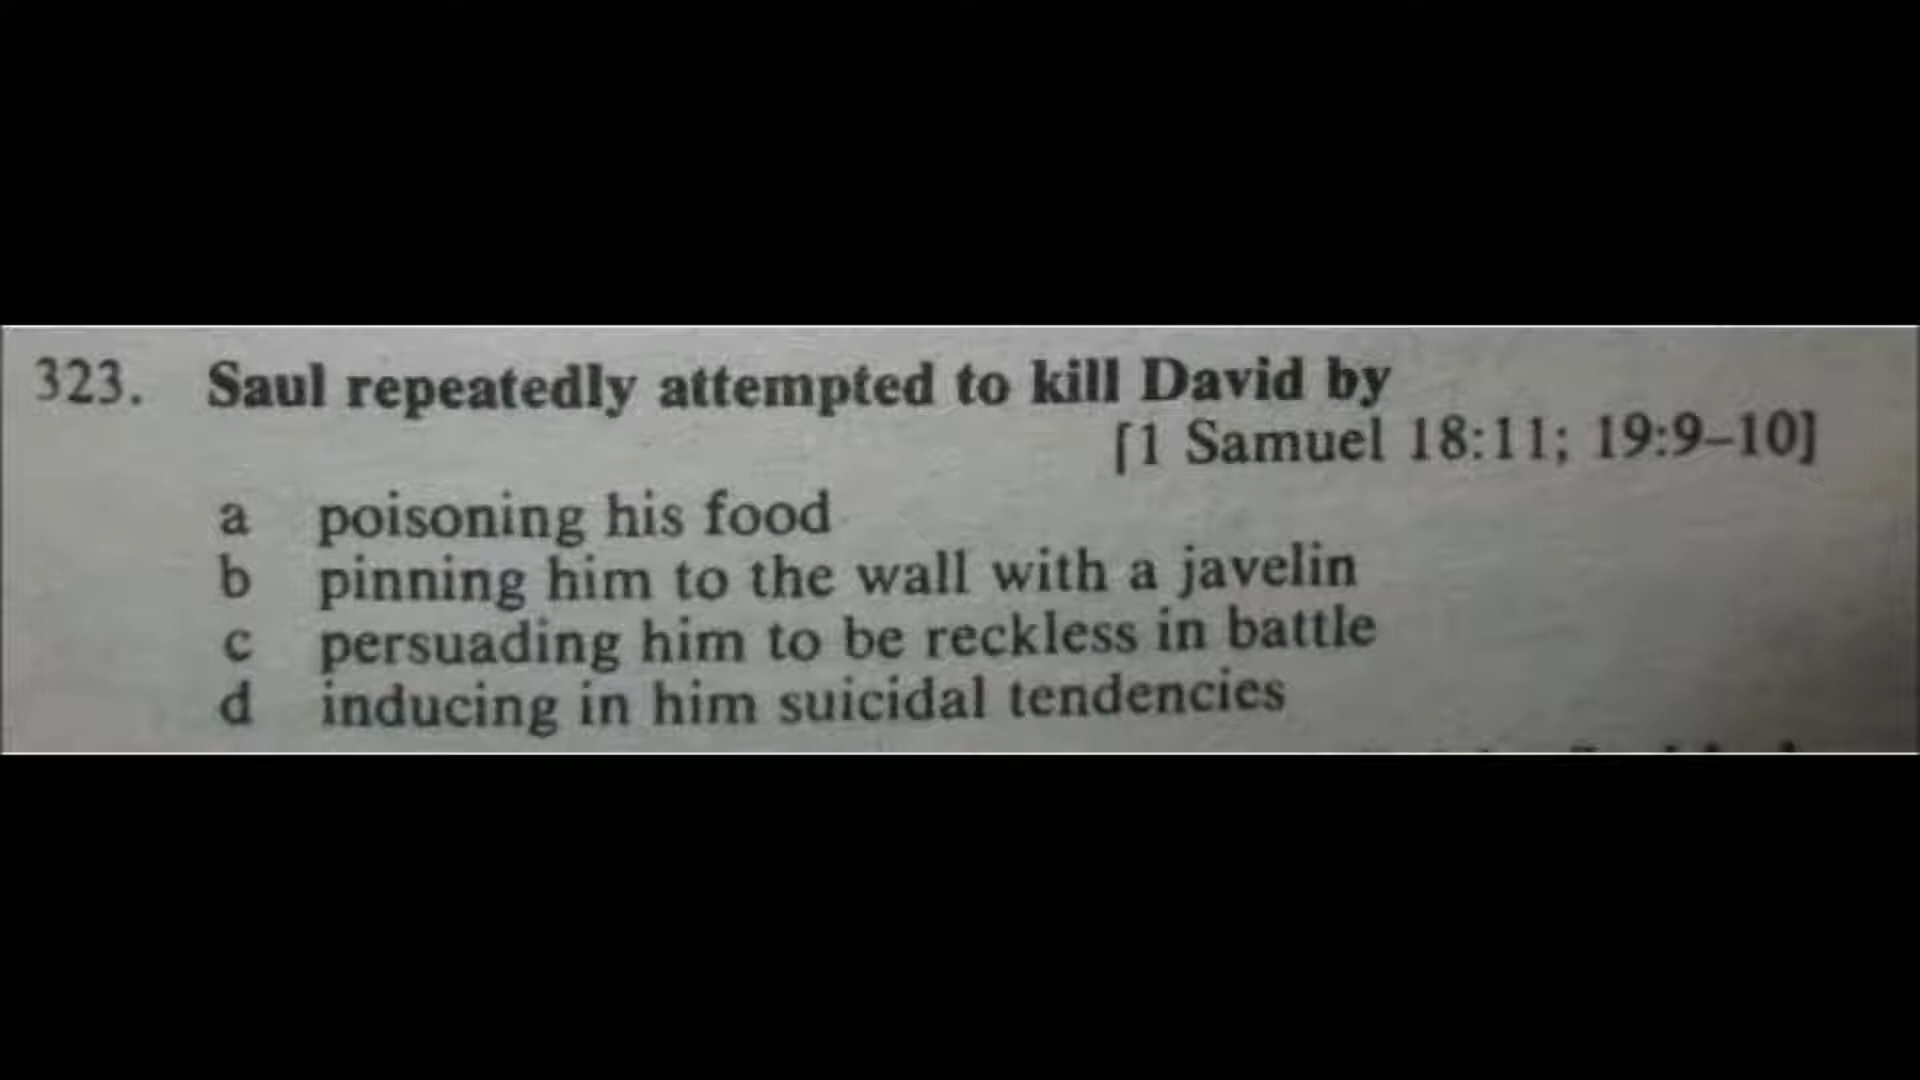 323. Saul repeatedly attempted to kill David by
[1 Samuel 18:11; 19:9–10]
a poisoning his food
b pinning him to the wall with a javelin
c persuading him to be reckless in battle
d inducing in him suicidal tendencies